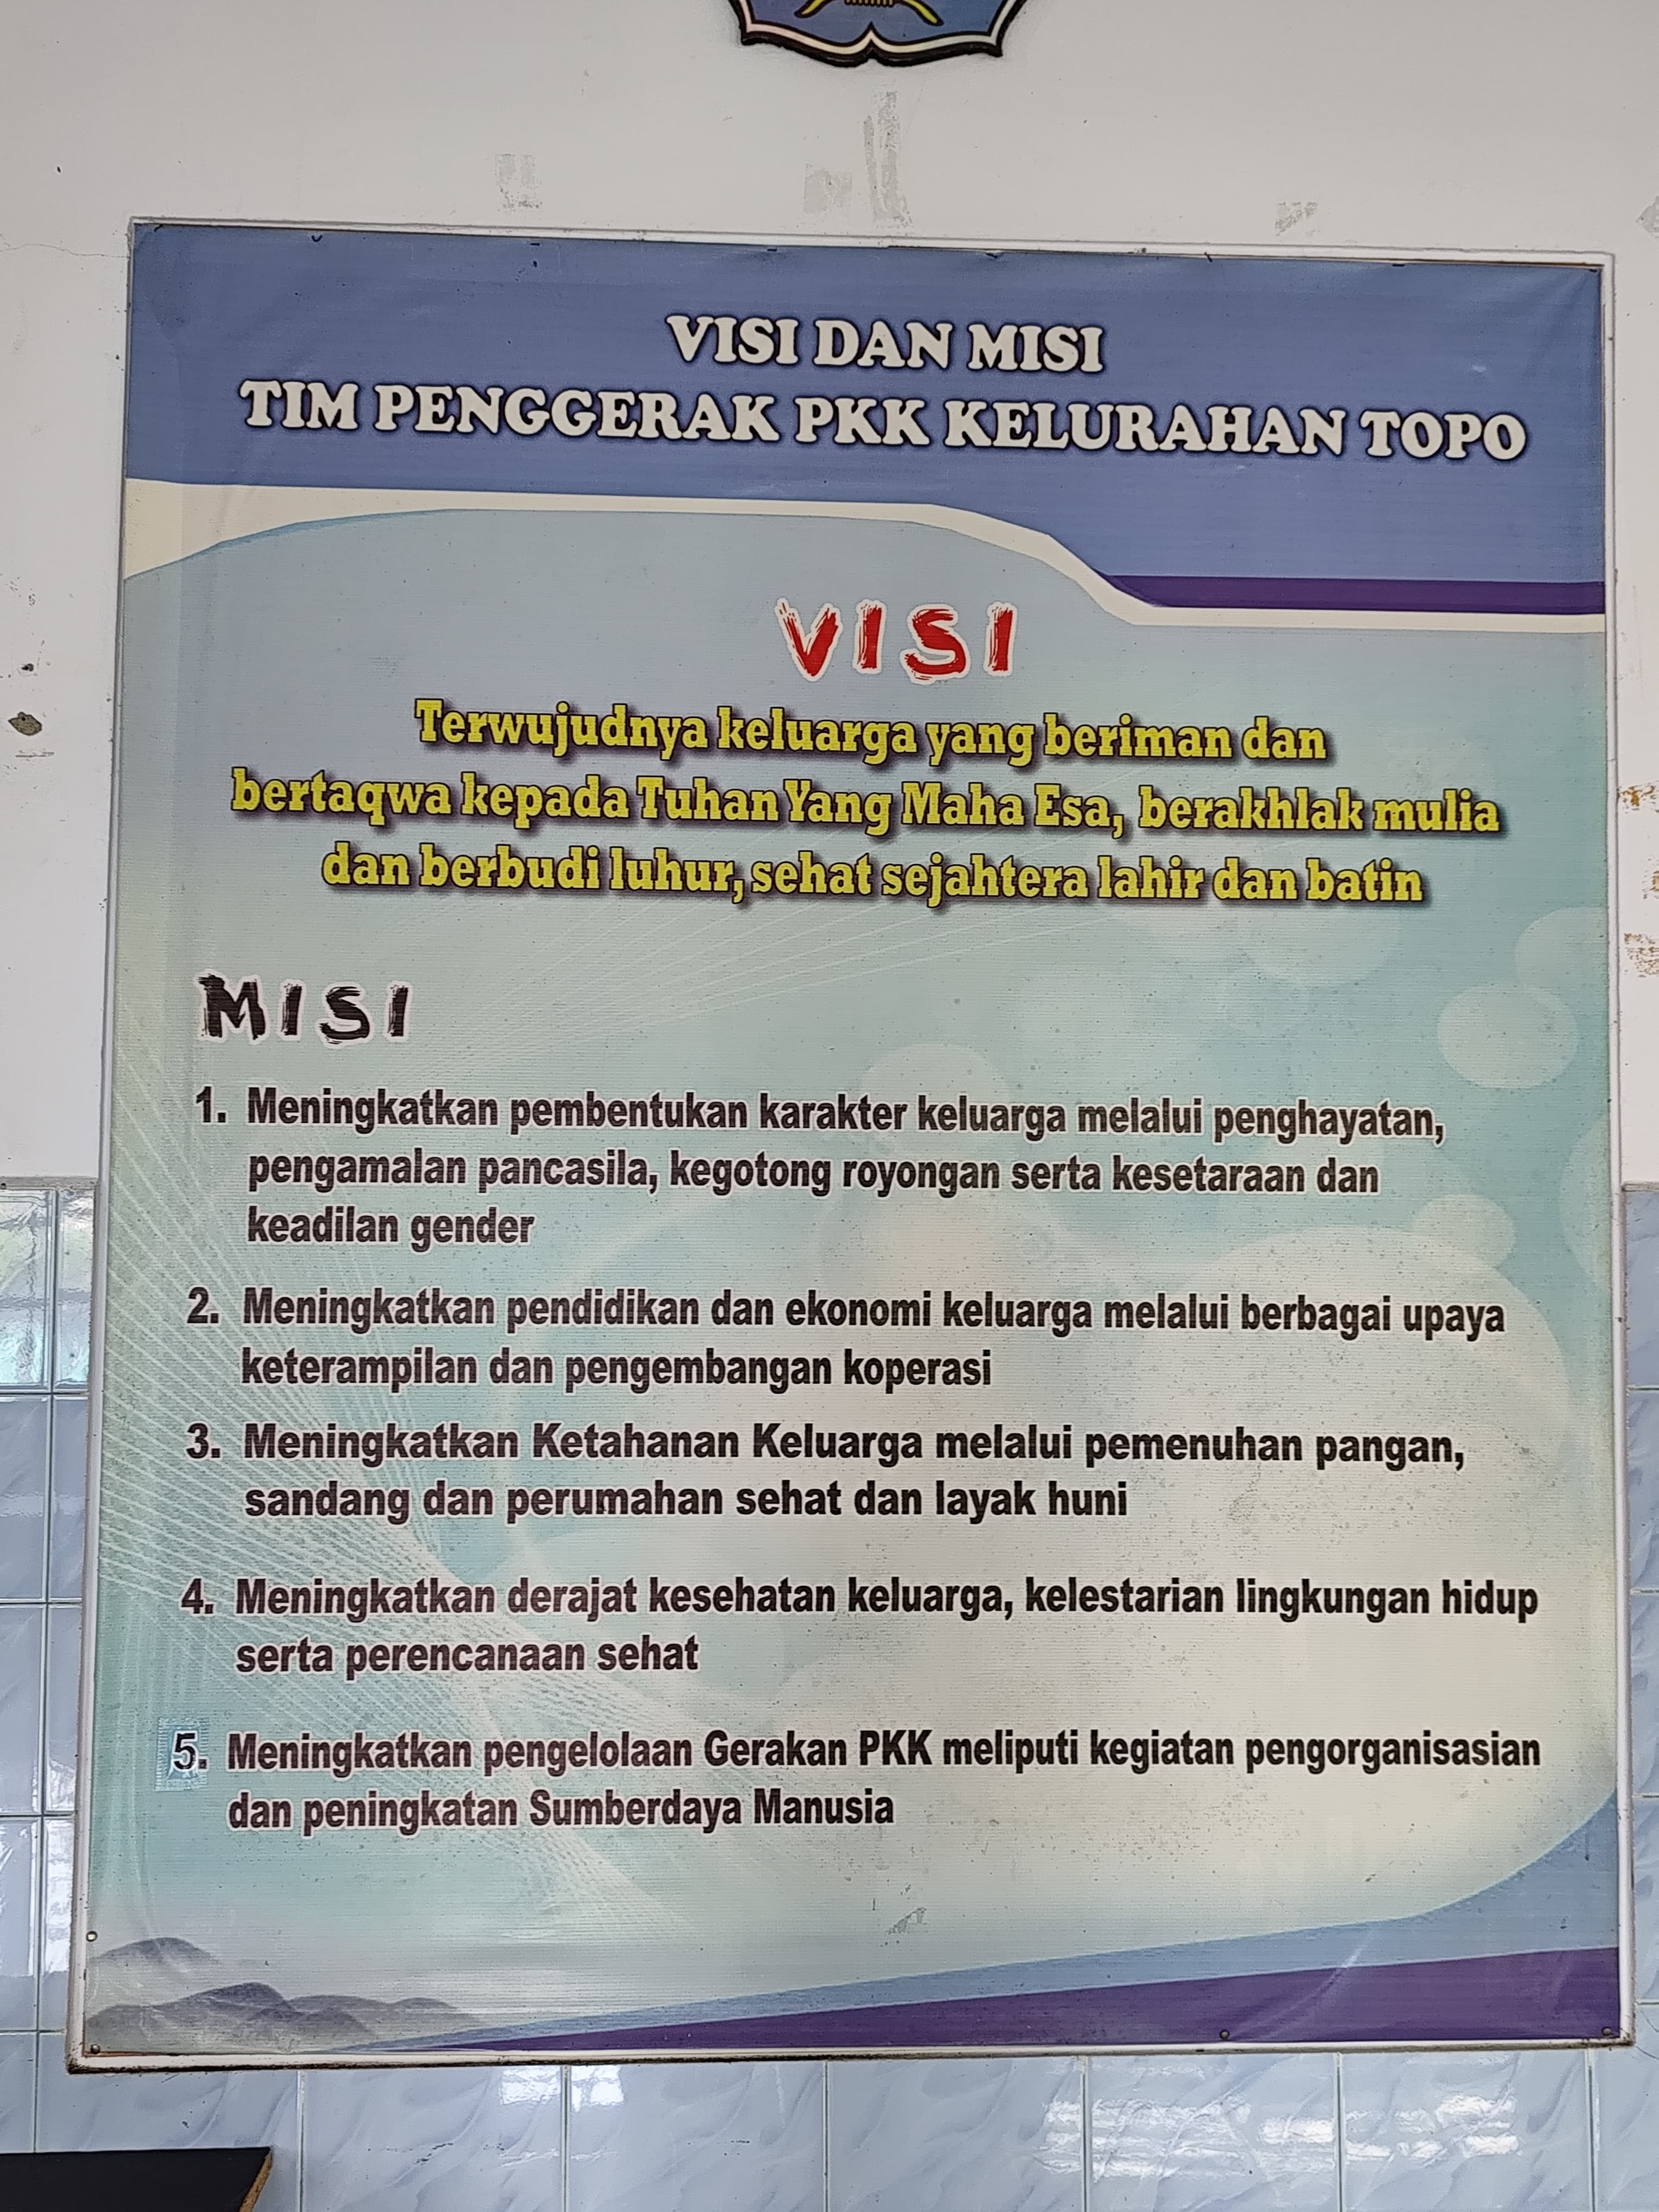 VISI DAN MISI
TIM PENGGERAK PKK KELURAHAN TOPO
VISI
Terwujudnya keluarga yang beriman dan
bertaqwa kepada Tuhan Yang Maha Esa, berakhlak mulia
dan berbudi luhur, sehat sejahtera lahir dan batin
MISI
1. Meningkatkan pembentukan karakter keluarga melalui penghayatan,
pengamalan pancasila, kegotong royongan serta kesetaraan dan
keadilan gender
2. Meningkatkan pendidikan dan ekonomi keluarga melalui berbagai upaya
keterampilan dan pengembangan koperasi
3. Meningkatkan Ketahanan Keluarga melalui pemenuhan pangan,
sandang dan perumahan sehat dan layak huni
4. Meningkatkan derajat kesehatan keluarga, kelestarian lingkungan hidup
serta perencanaan sehat
5. Meningkatkan pengelolaan Gerakan PKK meliputi kegiatan pengorganisasian
dan peningkatan Sumberdaya Manusia